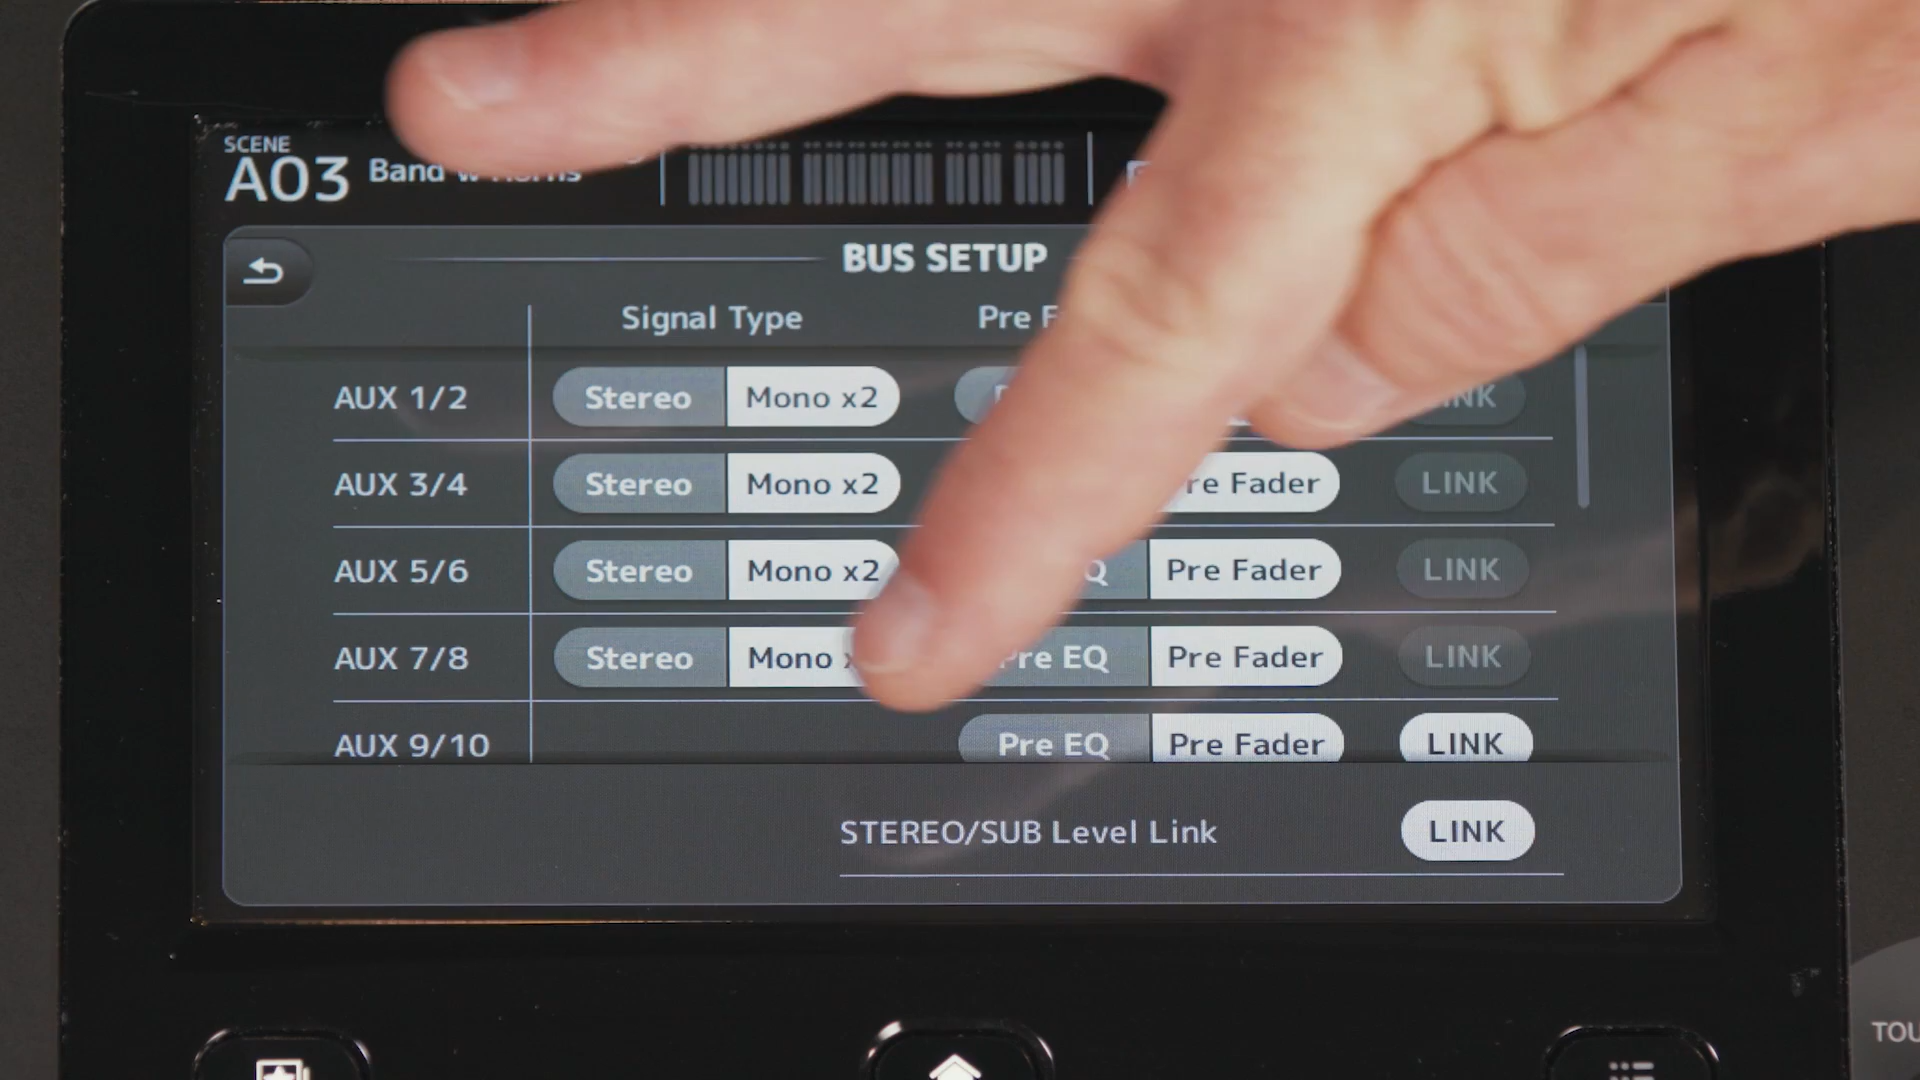 SCENE
A03 Band w Horns
BUS SETUP
Signal Type Pre
AUX 1/2 Stereo Mono x2 LINK
AUX 3/4 Stereo Mono x2 Pre Fader LINK
AUX 5/6 Stereo Mono x2 Pre Fader LINK
AUX 7/8 Stereo Mono Pre EQ Pre Fader LINK
AUX 9/10 Pre EQ Pre Fader LINK
STEREO/SUB Level Link LINK